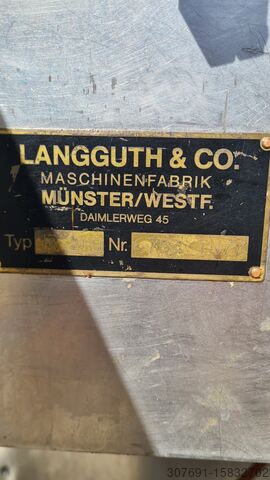 LANGGUTH & CO.
MASCHINENFABRIK
MÜNSTER/WESTF.
DAIMLERWEG 45
Typ Nr.
307691-15832762